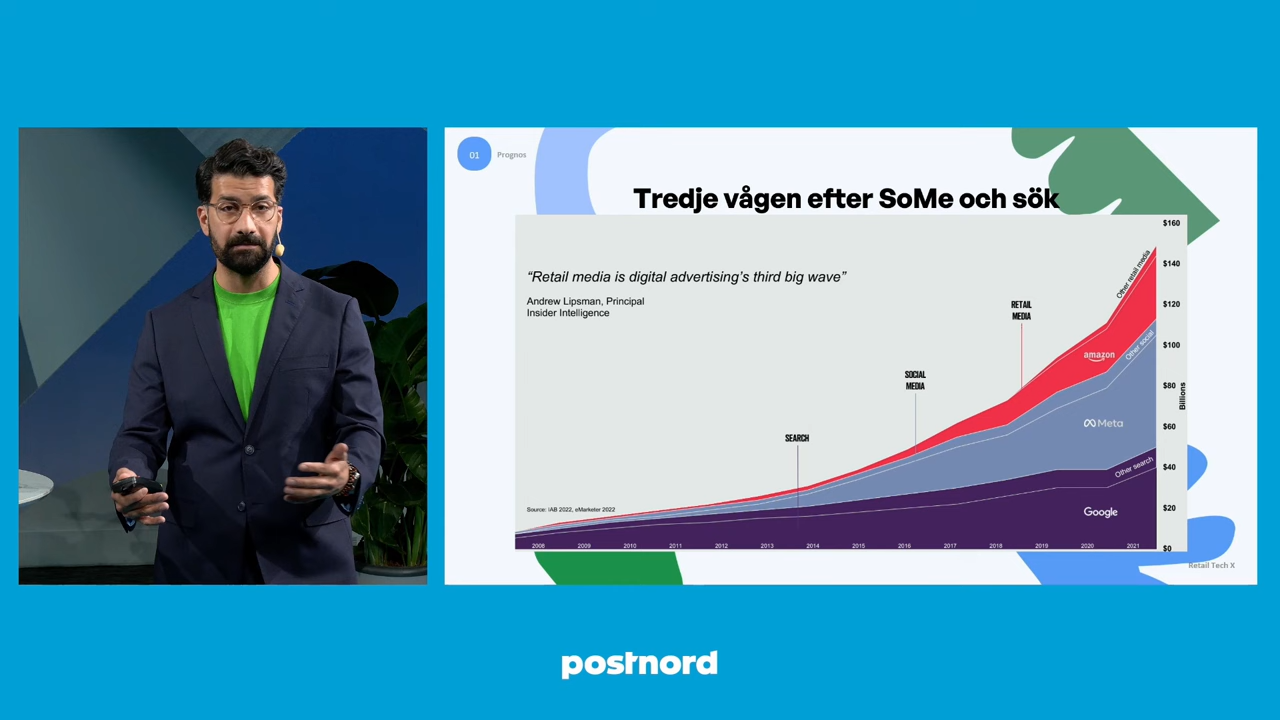 01
Prognos
Tredje vågen efter SoMe och sök
“Retail media is digital advertising’s third big wave”
Andrew Lipsman, Principal
Insider Intelligence
SEARCH
SOCIAL
MEDIA
RETAIL
MEDIA
Other retail media
amazon
Other social
Meta
Other search
Google
$160
$140
$120
$100
$80
$60
$40
$20
$0
Billions
Source: IAB 2022, eMarketer 2022
2008 2009 2010 2011 2012 2013 2014 2015 2016 2017 2018 2019 2020 2021
Retail Tech X
postnord